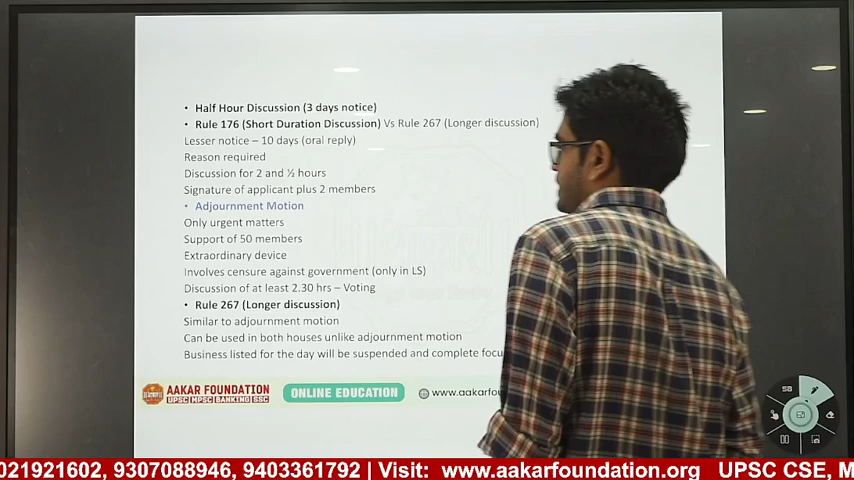 • Half Hour Discussion (3 days notice)
• Rule 176 (Short Duration Discussion) Vs Rule 267 (Longer discussion)
Lesser notice – 10 days (oral reply)
Reason required
Discussion for 2 and ½ hours
Signature of applicant plus 2 members
• Adjournment Motion
Only urgent matters
Support of 50 members
Extraordinary device
Involves censure against government (only in LS)
Discussion of at least 2.30 hrs – Voting
• Rule 267 (Longer discussion)
Similar to adjournment motion
Can be used in both houses unlike adjournment motion
Business listed for the day will be suspended and complete focu
AAKAR FOUNDATION
UPSC | MPSC | BANKING | SSC
ONLINE EDUCATION
www.aakarfou
SB
021921602, 9307088946, 9403361792 | Visit: www.aakarfoundation.org UPSC CSE, M